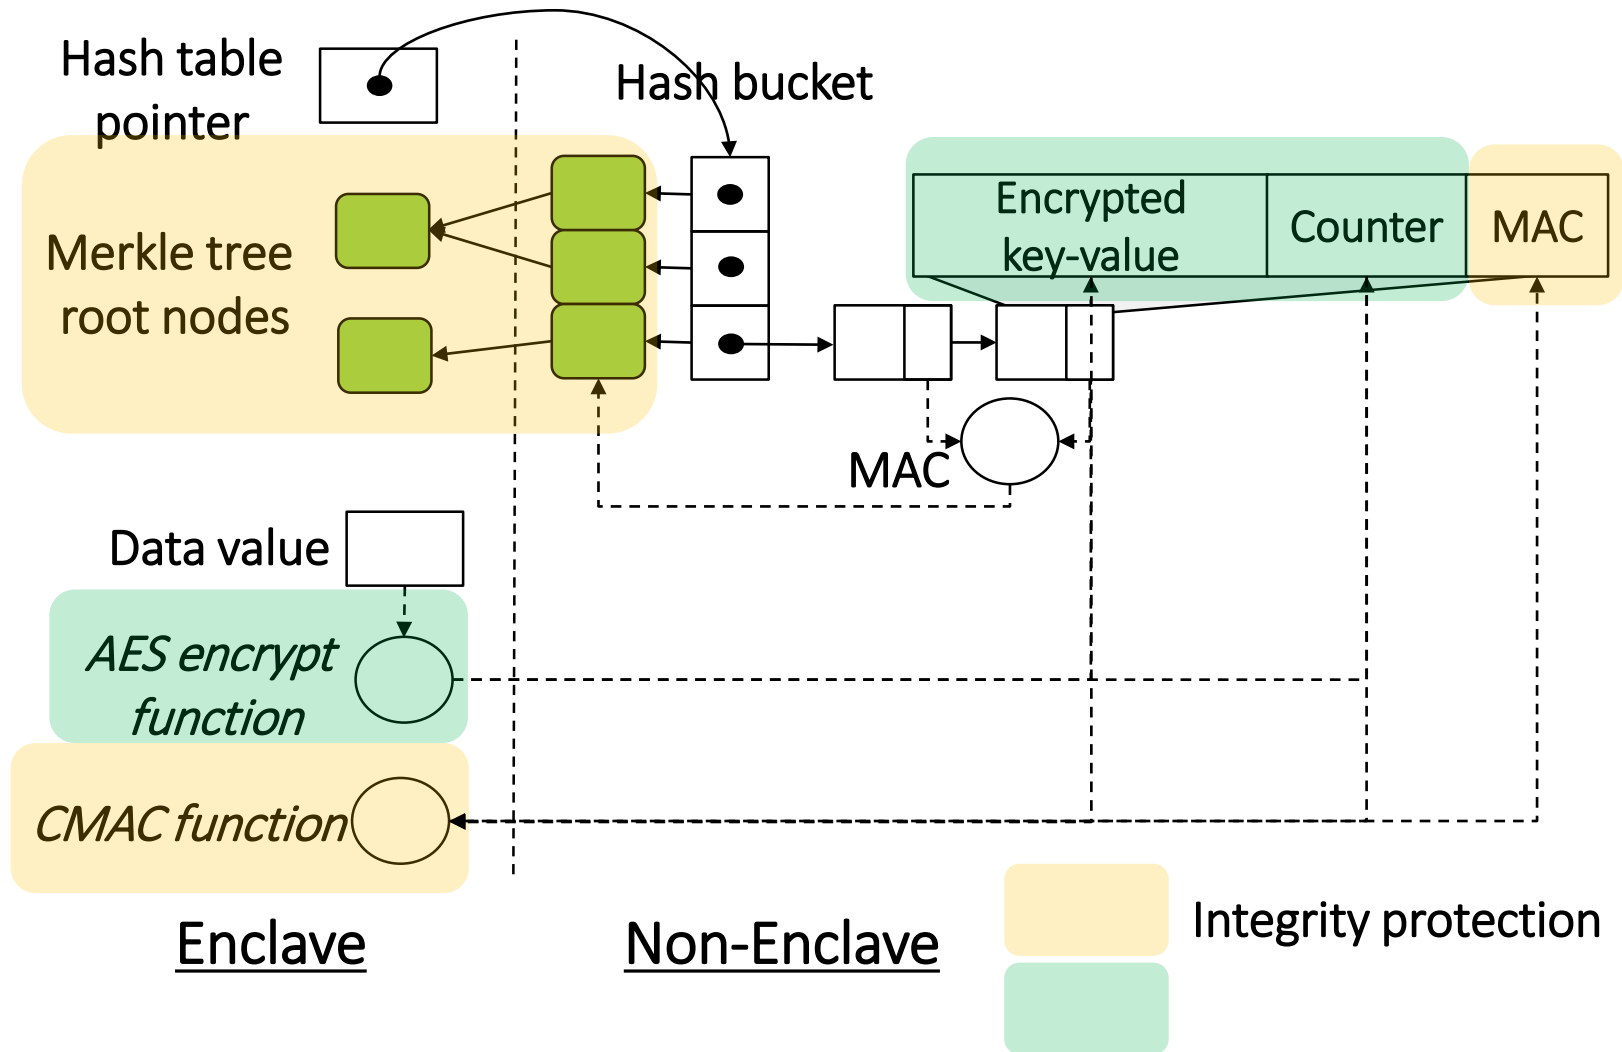 Hash table
pointer
Hash bucket
Encrypted
key-value
Counter
MAC
Merkle tree
root nodes
MAC
Data value
AES encrypt
function
CMAC function
Enclave
Non-Enclave
Integrity protection